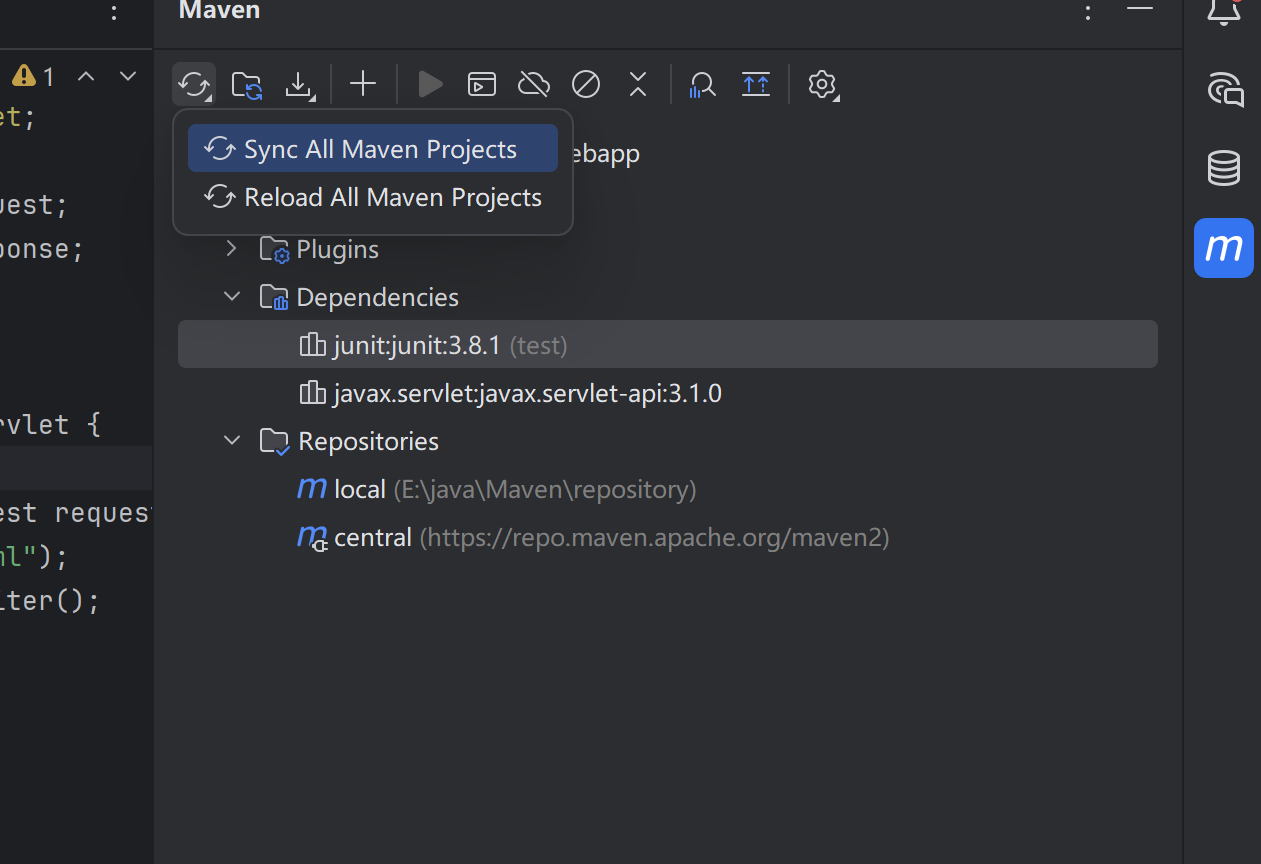 Maven
1
et;
Sync All Maven Projects
ebapp
Reload All Maven Projects
uest;
ponse;
Plugins
Dependencies
junit:junit:3.8.1 (test)
javax.servlet:javax.servlet-api:3.1.0
rvlet {
Repositories
m local (E:\java\Maven\repository)
est request
m central (https://repo.maven.apache.org/maven2)
ml");
iter();
m